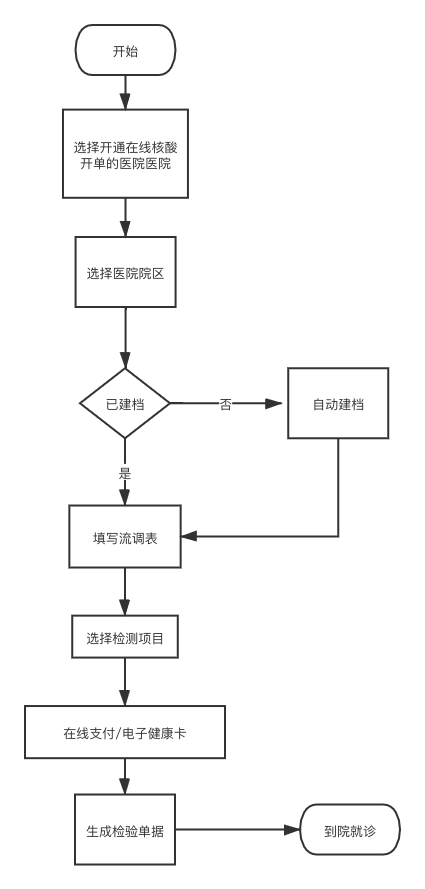 开始
选择开通在线核酸
开单的医院医院
选择医院院区
已建档
否
自动建档
是
填写流调表
选择检测项目
在线支付/电子健康卡
生成检验单据
到院就诊